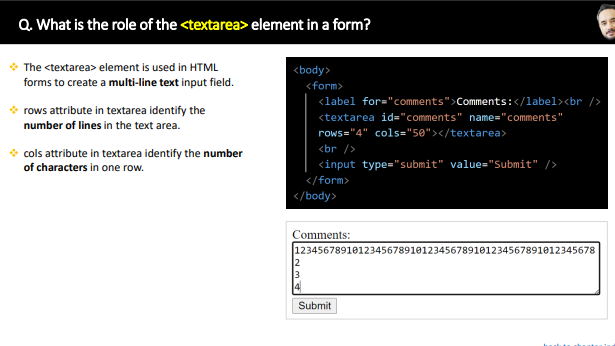 Q. What is the role of the <textarea> element in a form?
The <textarea> element is used in HTML
forms to create a multi-line text input field.
rows attribute in textarea identify the
number of lines in the text area.
cols attribute in textarea identify the number
of characters in one row.
<body>
<form>
<label for="comments">Comments:</label><br />
<textarea id="comments" name="comments"
rows="4" cols="50"></textarea>
<br />
<input type="submit" value="Submit" />
</form>
</body>
Comments:
1234567891012345678910123456789101234567891012345678
2
3
4
Submit